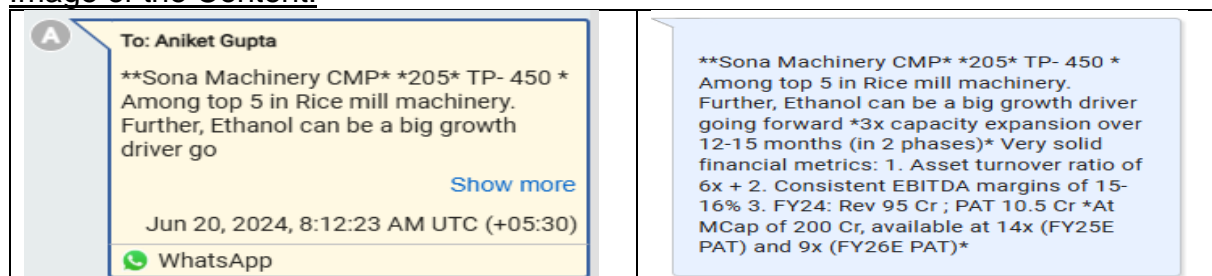 Image of the Content:
A
To: Aniket Gupta
**Sona Machinery CMP* *205* TP- 450 *
Among top 5 in Rice mill machinery.
Further, Ethanol can be a big growth
driver go
Show more
Jun 20, 2024, 8:12:23 AM UTC (+05:30)
WhatsApp
**Sona Machinery CMP* *205* TP- 450 *
Among top 5 in Rice mill machinery.
Further, Ethanol can be a big growth driver
going forward *3x capacity expansion over
12-15 months (in 2 phases)* Very solid
financial metrics: 1. Asset turnover ratio of
6x + 2. Consistent EBITDA margins of 15-
16% 3. FY24: Rev 95 Cr ; PAT 10.5 Cr *At
MCap of 200 Cr, available at 14x (FY25E
PAT) and 9x (FY26E PAT)*